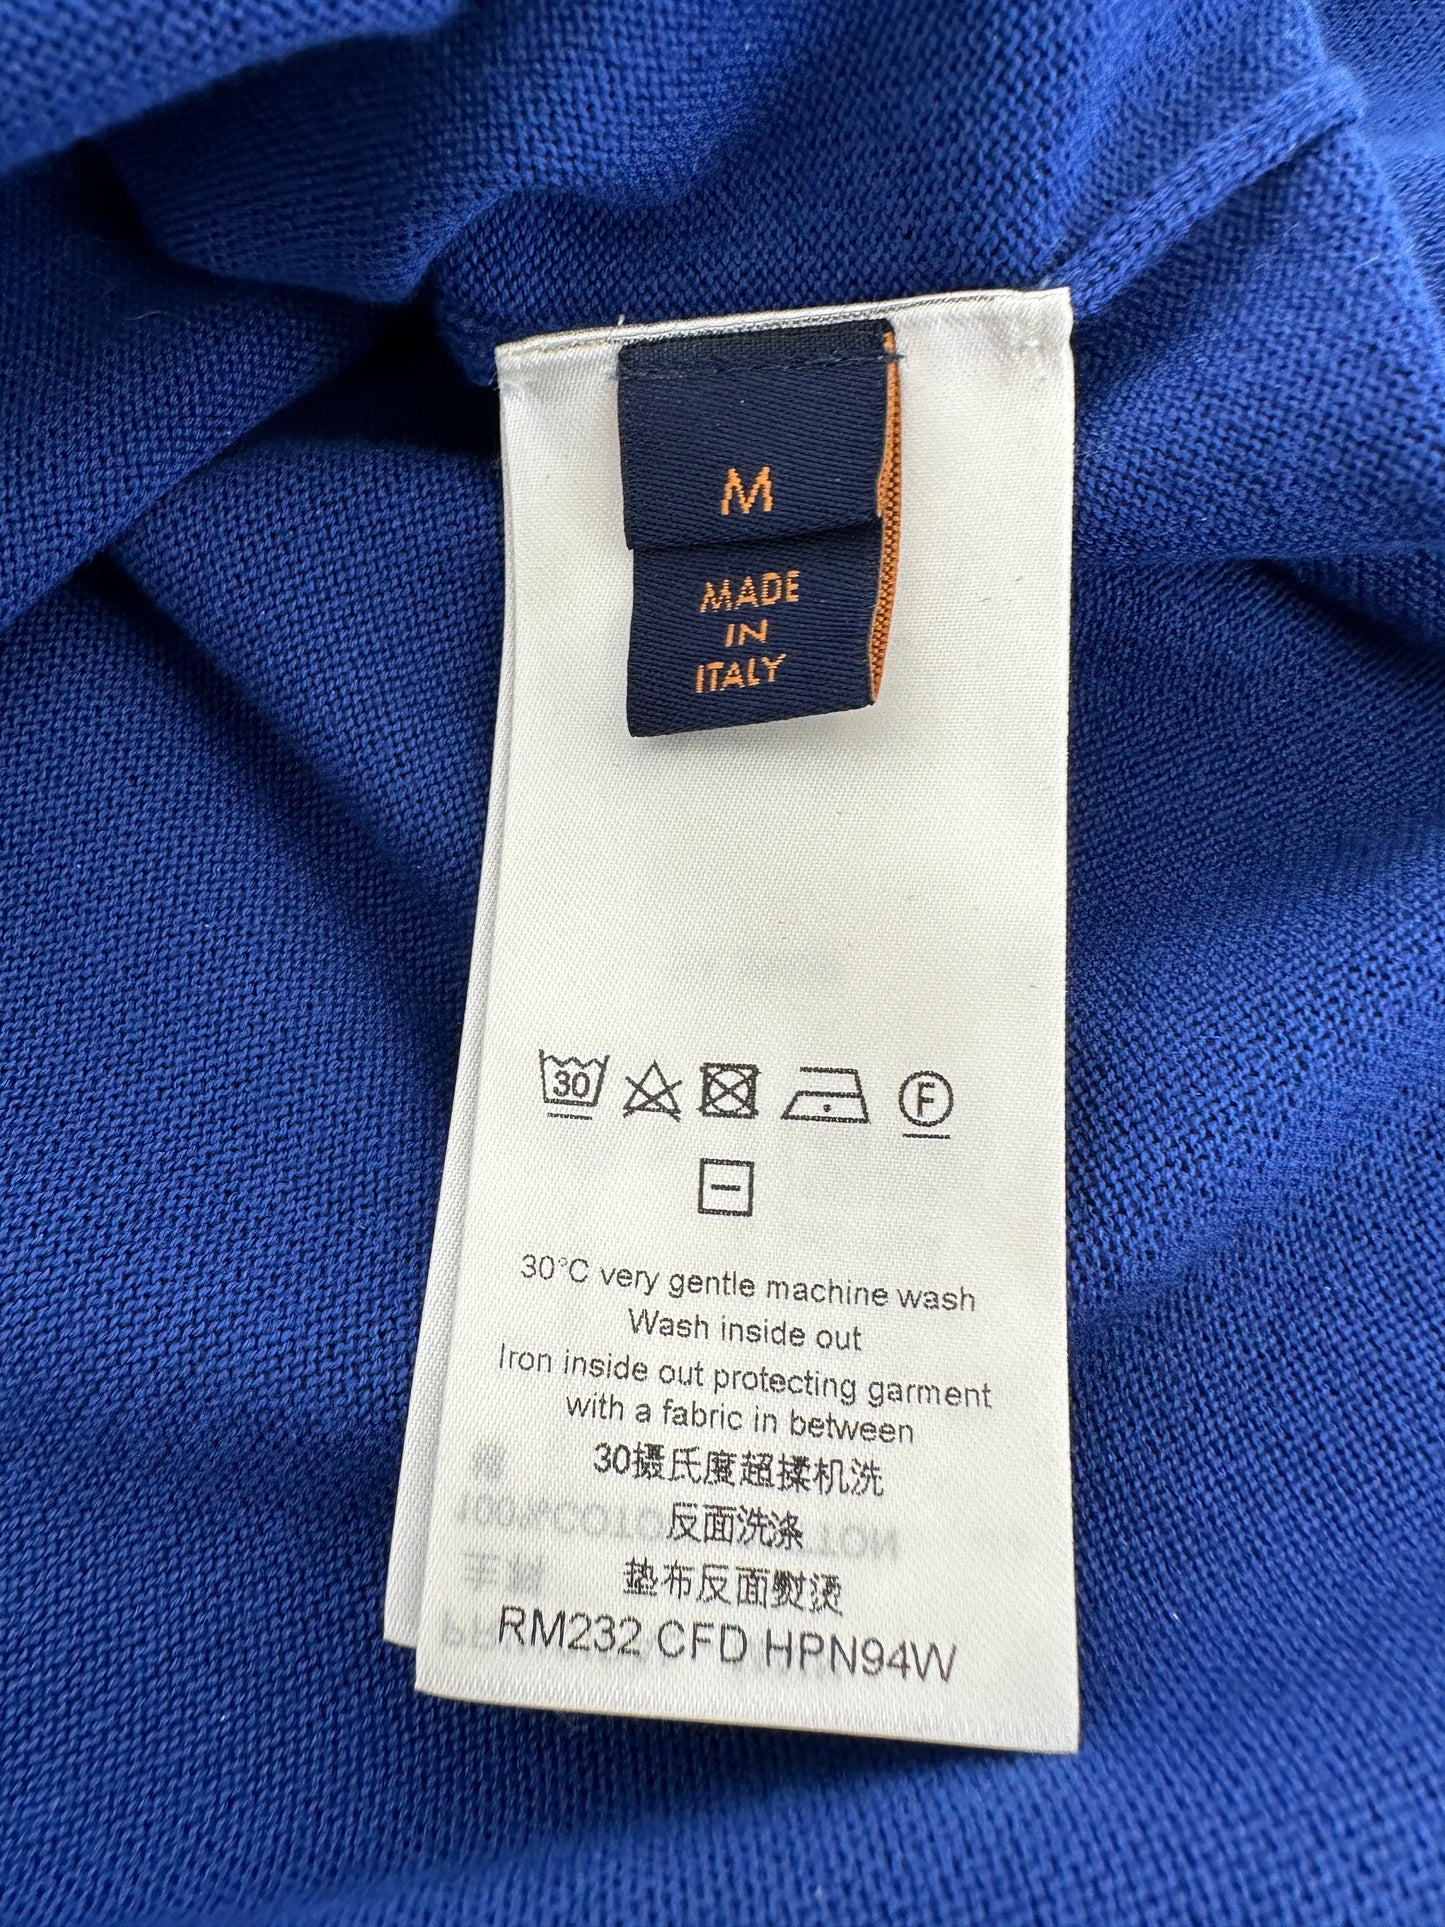 M
MADE
IN
ITALY
30
F
30°C very gentle machine wash
Wash inside out
Iron inside out protecting garment
with a fabric in between
30摄氏度超揉机洗
反面洗涤
垫布反面熨烫
RM232 CFD HPN94W